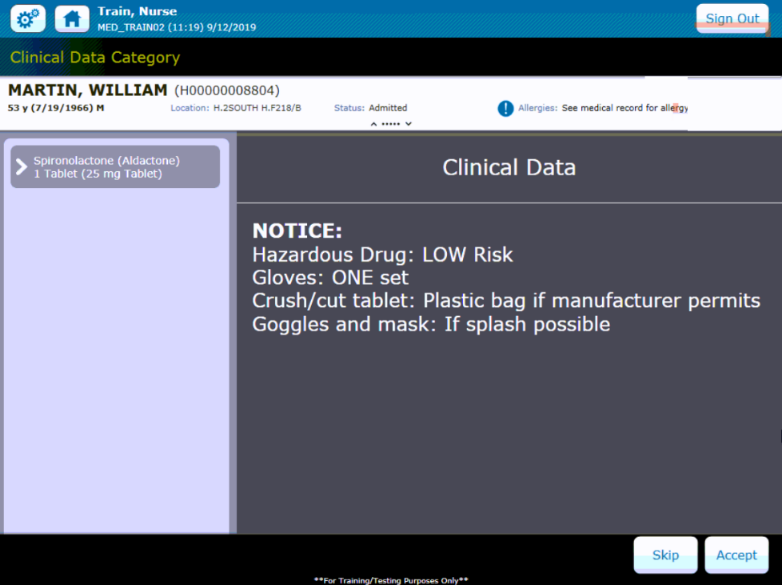 Train, Nurse
MED_TRAIN02 (11:19) 9/12/2019
Sign Out
Clinical Data Category
MARTIN, WILLIAM (H00000008804)
53 y (7/19/1966) M Location: H.2SOUTH H.F218/B Status: Admitted Allergies: See medical record for allergy
Spironolactone (Aldactone)
1 Tablet (25 mg Tablet)
Clinical Data
NOTICE:
Hazardous Drug: LOW Risk
Gloves: ONE set
Crush/cut tablet: Plastic bag if manufacturer permits
Goggles and mask: If splash possible
Skip Accept
**For Training/Testing Purposes Only**